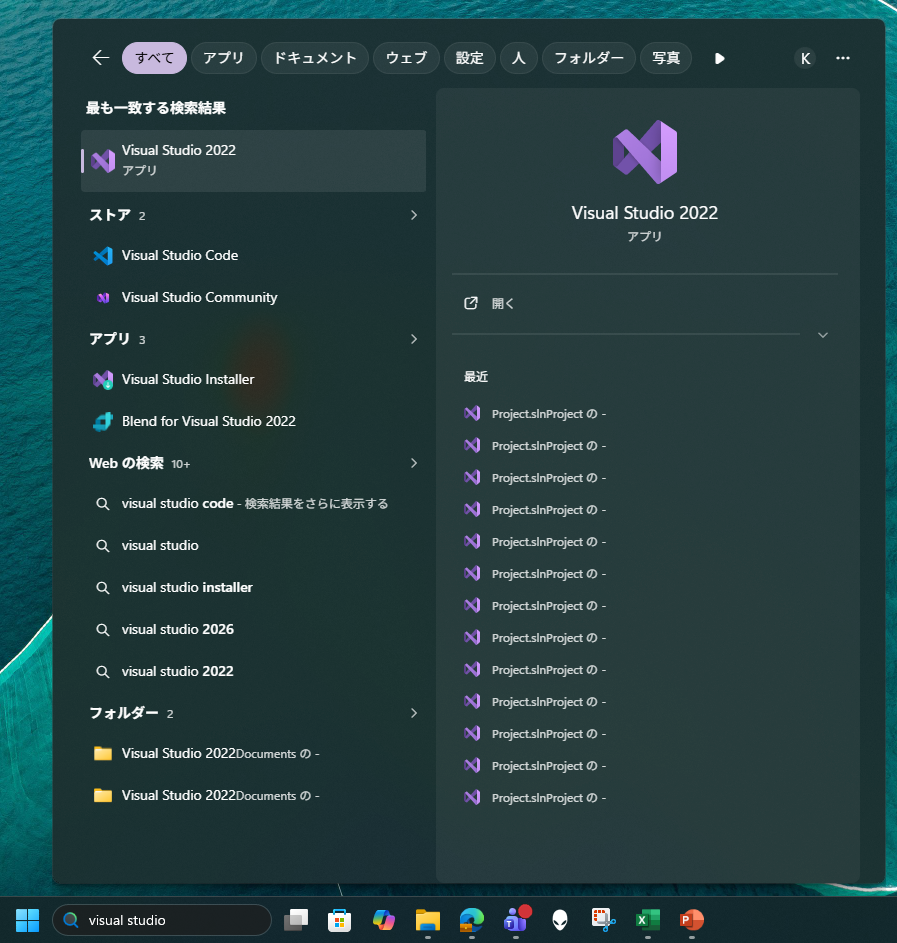 すべて アプリ ドキュメント ウェブ 設定 人 フォルダー 写真 K
最も一致する検索結果
Visual Studio 2022
アプリ
ストア 2
Visual Studio Code
Visual Studio Community
アプリ 3
Visual Studio Installer
Blend for Visual Studio 2022
Web の検索 10+
visual studio code - 検索結果をさらに表示する
visual studio
visual studio installer
visual studio 2026
visual studio 2022
フォルダー 2
Visual Studio 2022Documents の -
Visual Studio 2022Documents の -
Visual Studio 2022
アプリ
開く
最近
Project.slnProject の -
Project.slnProject の -
Project.slnProject の -
Project.slnProject の -
Project.slnProject の -
Project.slnProject の -
Project.slnProject の -
Project.slnProject の -
Project.slnProject の -
Project.slnProject の -
Project.slnProject の -
Project.slnProject の -
Project.slnProject の -
visual studio